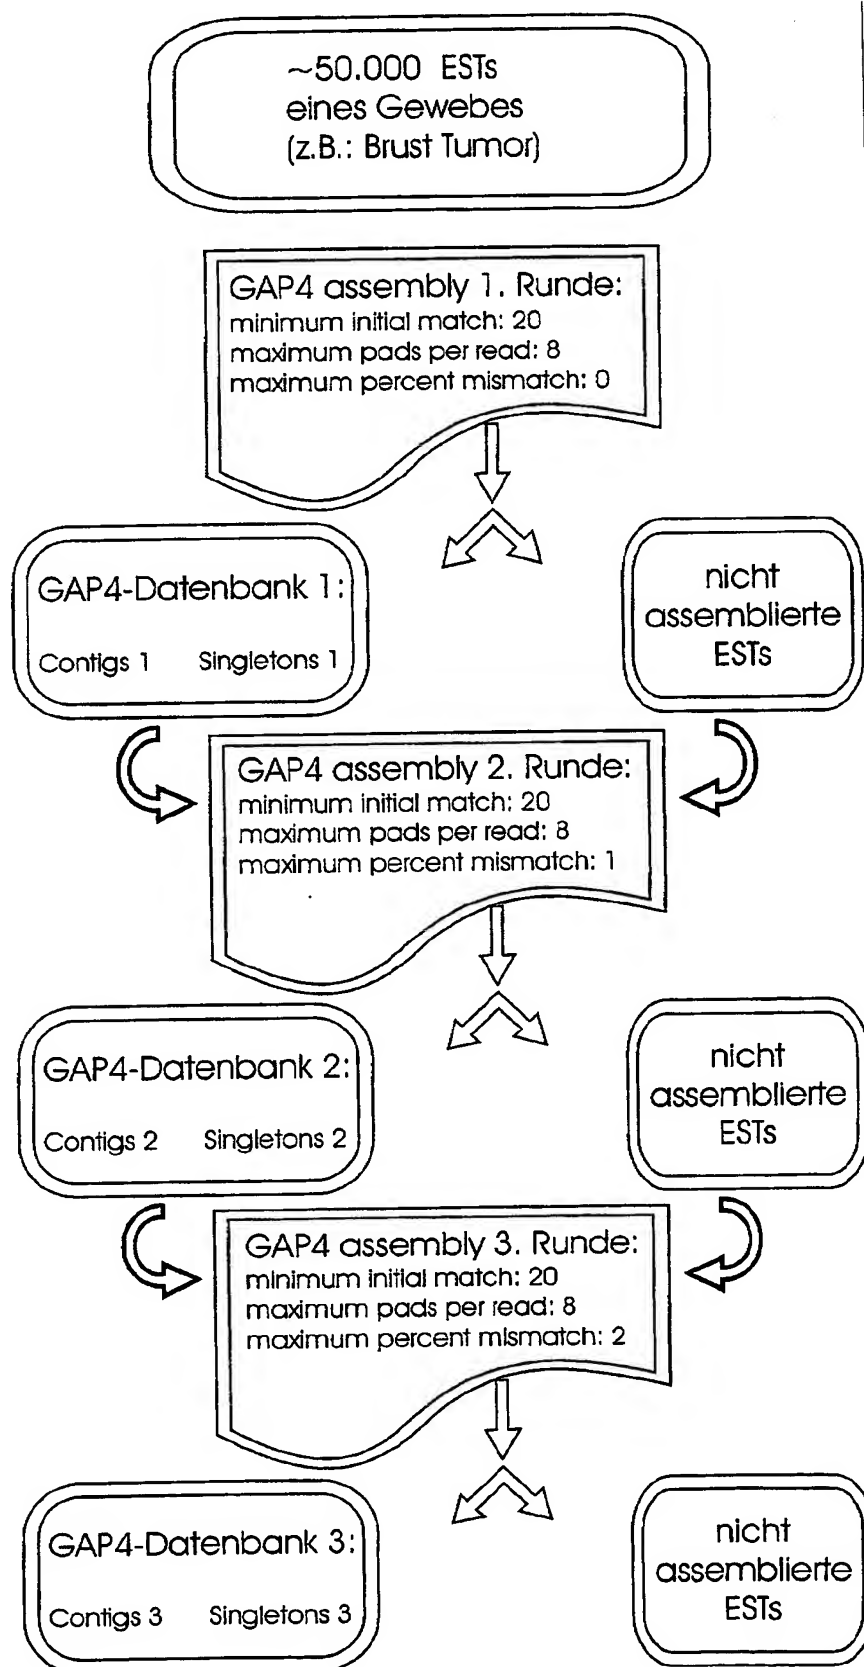 ~50.000 ESTs
eines Gewebes
(z.B.: Brust Tumor)
GAP4 assembly 1. Runde:
minimum initial match: 20
maximum pads per read: 8
maximum percent mismatch: 0
GAP4-Datenbank 1:
Contigs 1 Singletons 1
nicht
assemblierte
ESTs
GAP4 assembly 2. Runde:
minimum initial match: 20
maximum pads per read: 8
maximum percent mismatch: 1
GAP4-Datenbank 2:
Contigs 2 Singletons 2
nicht
assemblierte
ESTs
GAP4 assembly 3. Runde:
minimum initial match: 20
maximum pads per read: 8
maximum percent mismatch: 2
GAP4-Datenbank 3:
Contigs 3 Singletons 3
nicht
assemblierte
ESTs